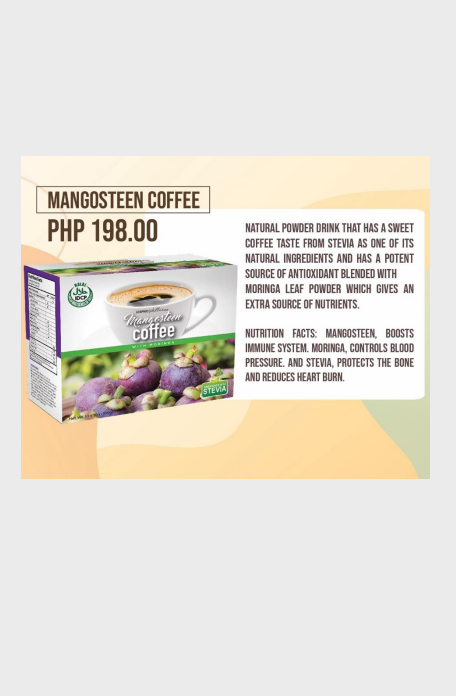 MANGOSTEEN COFFEE
PHP 198.00
NATURAL POWDER DRINK THAT HAS A SWEET
COFFEE TASTE FROM STEVIA AS ONE OF ITS
NATURAL INGREDIENTS AND HAS A POTENT
SOURCE OF ANTIOXIDANT BLENDED WITH
MORINGA LEAF POWDER WHICH GIVES AN
EXTRA SOURCE OF NUTRIENTS.
NUTRITION FACTS: MANGOSTEEN, BOOSTS
IMMUNE SYSTEM. MORINGA, CONTROLS BLOOD
PRESSURE. AND STEVIA, PROTECTS THE BONE
AND REDUCES HEART BURN.
HALAL
IDCP
Mangosteen
coffee
WITH MORINGA
STEVIA